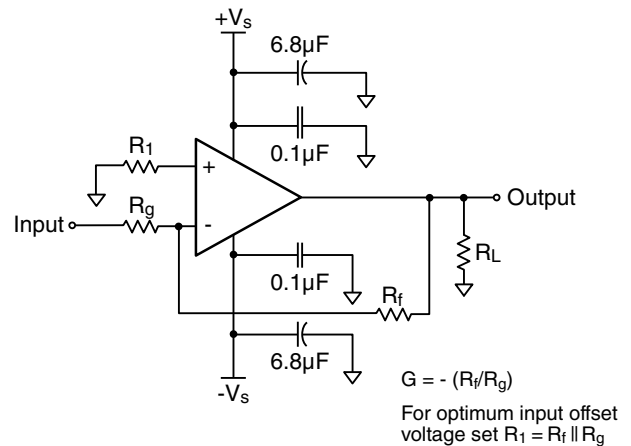 +Vs
6.8µF
0.1µF
R1
+
Rg
Input
-
Output
RL
0.1µF
Rf
6.8µF
-Vs
G = - (Rf/Rg)
For optimum input offset
voltage set R1 = Rf || Rg